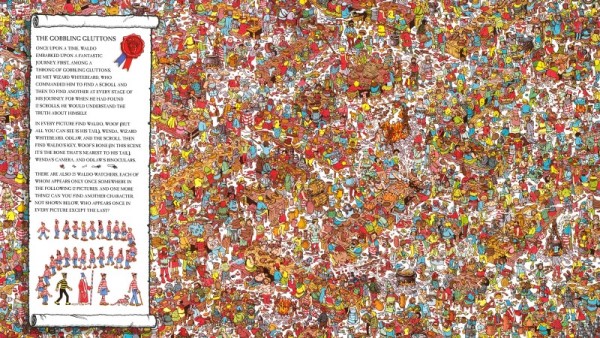 THE GOBBLING GLUTTONS
ONCE UPON A TIME, WALDO
EMBARKED UPON A FANTASTIC
JOURNEY. FIRST, AMONG A
THRONG OF GOBBLING GLUTTONS,
HE MET WIZARD WHITEBEARD, WHO
COMMANDED HIM TO FIND A SCROLL AND
THEN TO FIND ANOTHER AT EVERY STAGE OF
HIS JOURNEY. FOR WHEN HE HAD FOUND
12 SCROLLS, HE WOULD UNDERSTAND THE
TRUTH ABOUT HIMSELF.
IN EVERY PICTURE FIND WALDO, WOOF (BUT
ALL YOU CAN SEE IS HIS TAIL), WENDA, WIZARD
WHITEBEARD, ODLAW, AND THE SCROLL. THEN
FIND WALDO'S KEY, WOOF'S BONE (IN THIS SCENE
IT'S THE BONE THAT'S NEAREST TO HIS TAIL),
WENDA'S CAMERA, AND ODLAW'S BINOCULARS.
THERE ARE ALSO 25 WALDO-WATCHERS, EACH OF
WHOM APPEARS ONLY ONCE SOMEWHERE IN
THE FOLLOWING 12 PICTURES. AND ONE MORE
THING! CAN YOU FIND ANOTHER CHARACTER,
NOT SHOWN BELOW, WHO APPEARS ONCE IN
EVERY PICTURE EXCEPT THE LAST?